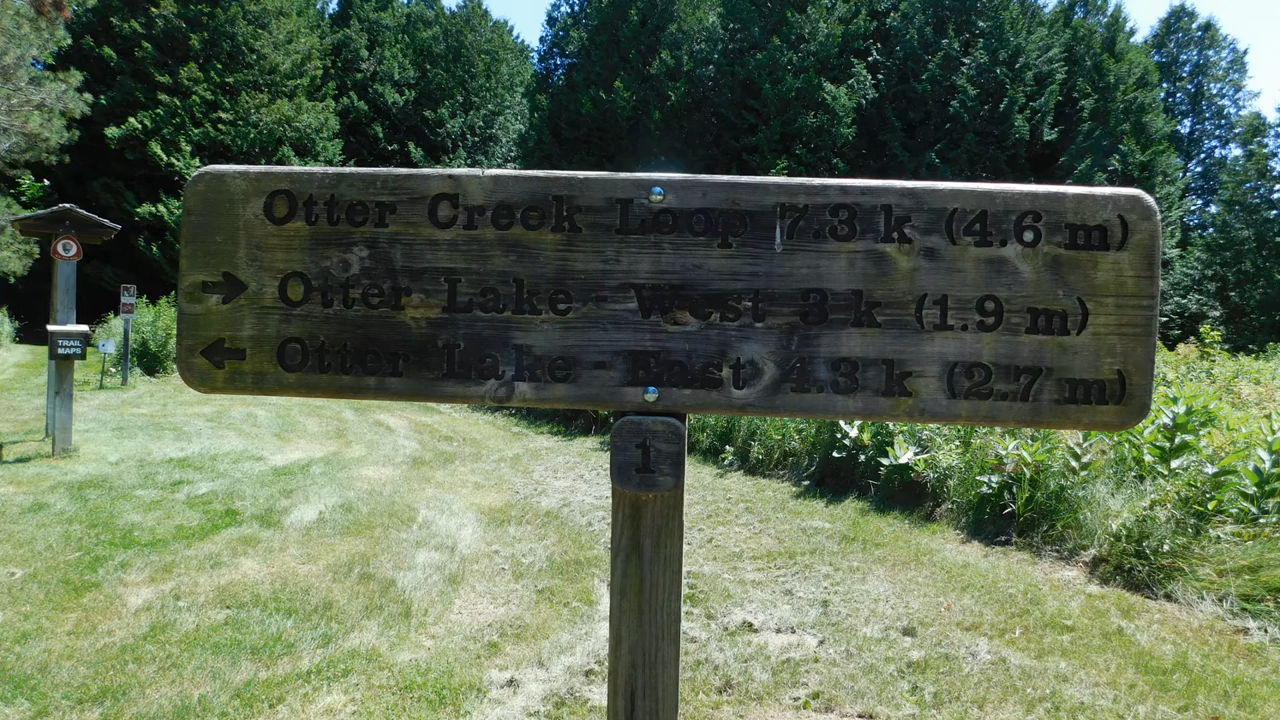 Otter Creek Loop 7.3 k (4.6 m)
→ Otter Lake - West 3 k (1.9 m)
← Otter Lake - East 4.3 k (2.7 m)
1
TRAIL
MAPS